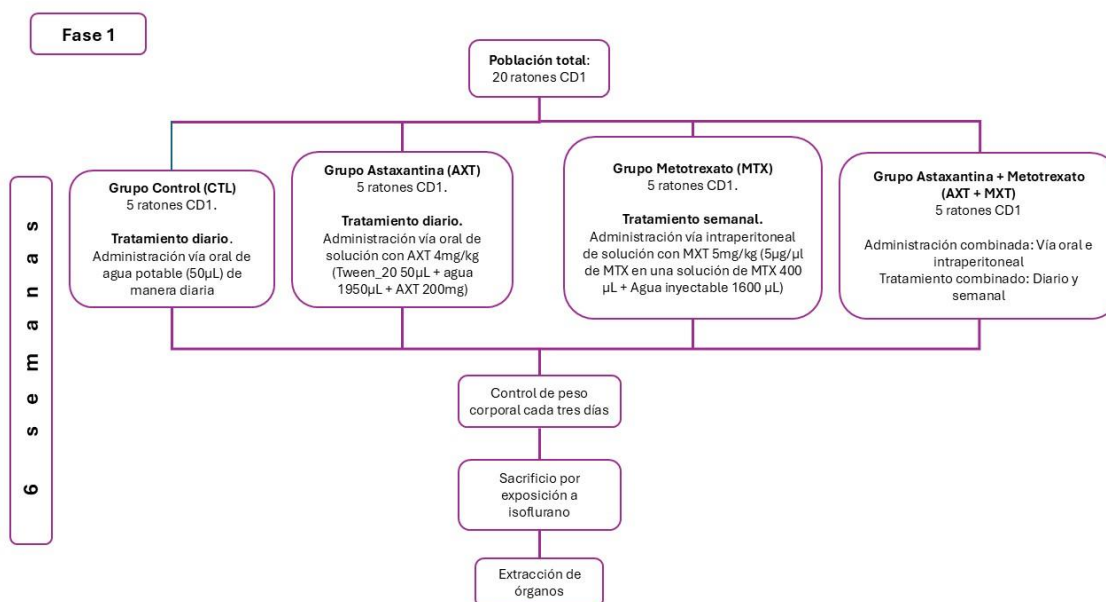 Fase 1
Población total:
20 ratones CD1
Grupo Control (CTL)
5 ratones CD1.
Tratamiento diario.
Administración vía oral de
agua potable (50µL) de
manera diaria
Grupo Astaxantina (AXT)
5 ratones CD1.
Tratamiento diario.
Administración vía oral de
solución con AXT 4mg/kg
(Tween_20 50µL + agua
1950µL + AXT 200mg)
Grupo Metotrexato (MTX)
5 ratones CD1.
Tratamiento semanal.
Administración vía intraperitoneal
de solución con MXT 5mg/kg (5µg/µl
de MTX en una solución de MTX 400
µL + Agua inyectable 1600 µL)
Grupo Astaxantina + Metotrexato
(AXT + MXT)
5 ratones CD1
Administración combinada: Vía oral e
intraperitoneal
Tratamiento combinado: Diario y
semanal
6 semanas
Control de peso
corporal cada tres días
Sacrificio por
exposición a
isoflurano
Extracción de
órganos